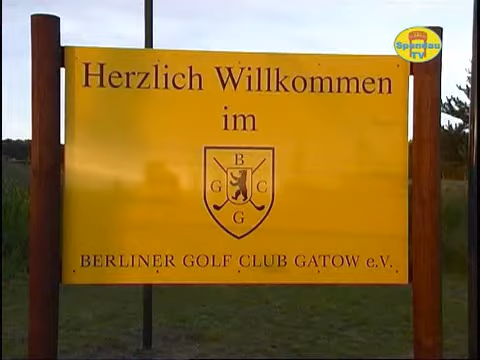 Spandau
TV
Herzlich Willkommen
im
B
G C
G
BERLINER GOLF CLUB GATOW e.V.